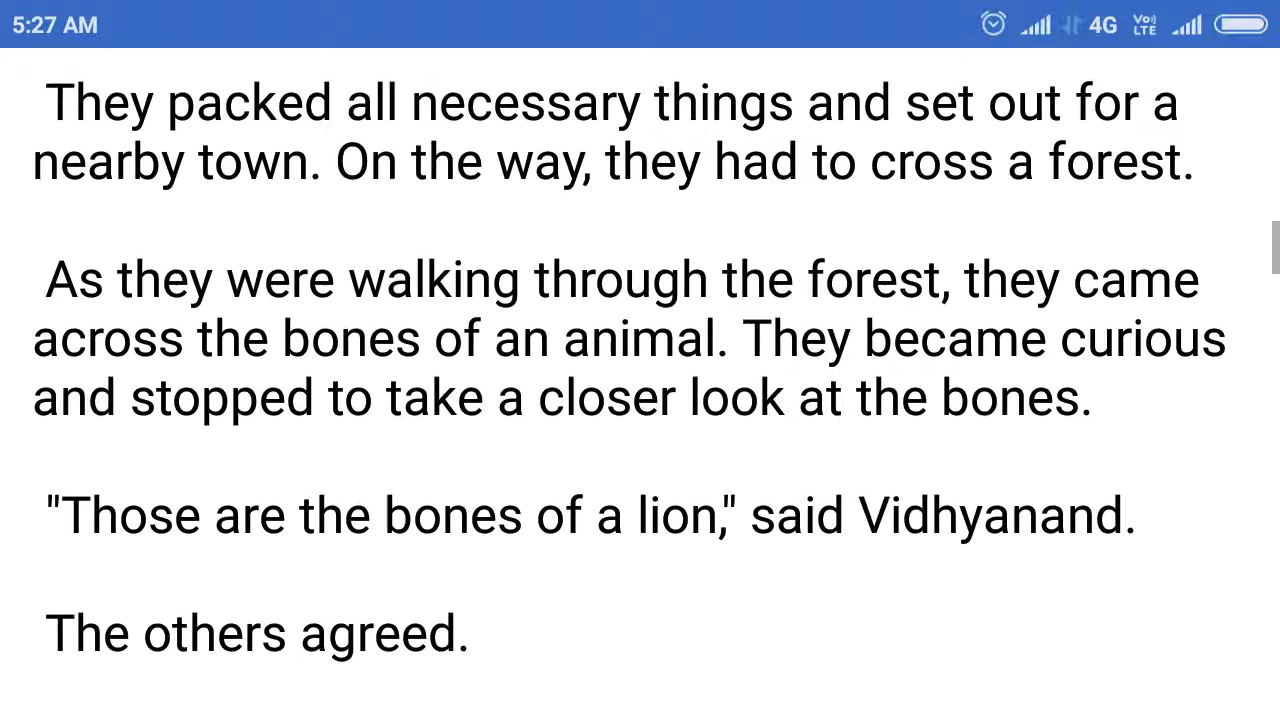 5:27 AM
4G
Vo) LTE
They packed all necessary things and set out for a
nearby town. On the way, they had to cross a forest.
As they were walking through the forest, they came
across the bones of an animal. They became curious
and stopped to take a closer look at the bones.
"Those are the bones of a lion," said Vidhyanand.
The others agreed.